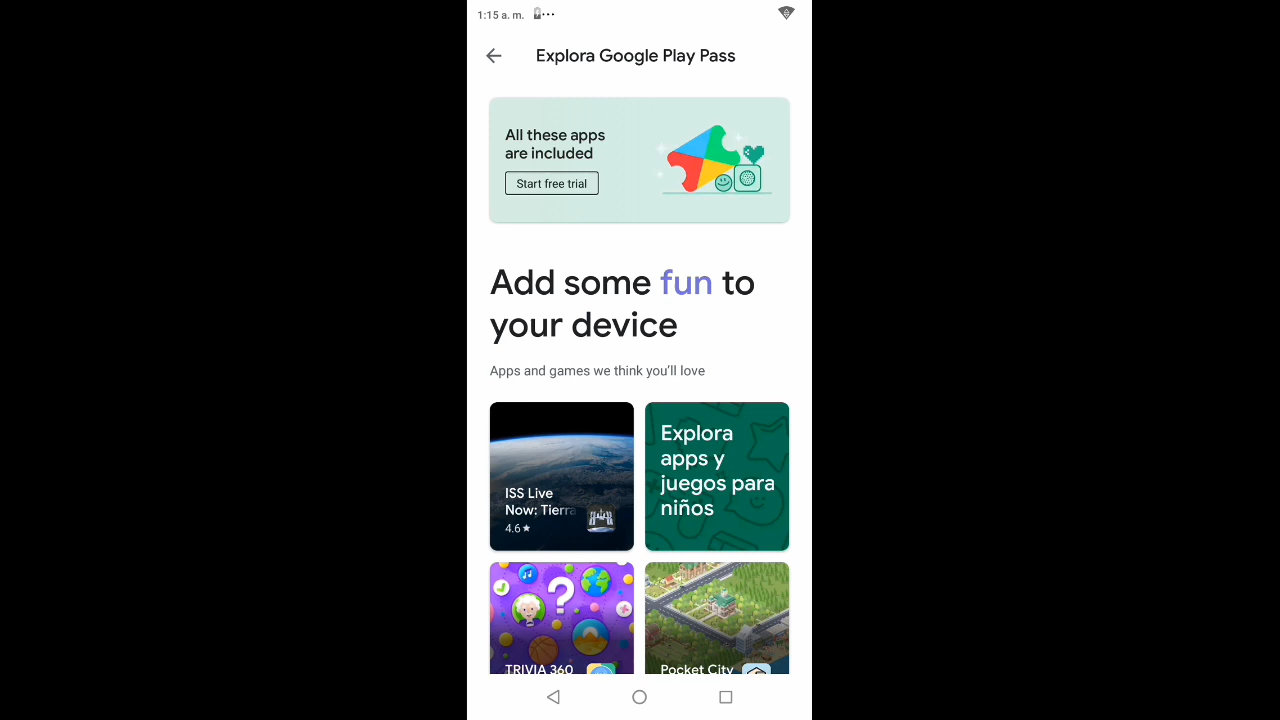 1:15 a. m.
Explora Google Play Pass
All these apps
are included
Start free trial
Add some fun to
your device
Apps and games we think you'll love
ISS Live
Now: Tierra
4.6★
Explora
apps y
juegos para
niños
TRIVIA 360
Pocket City